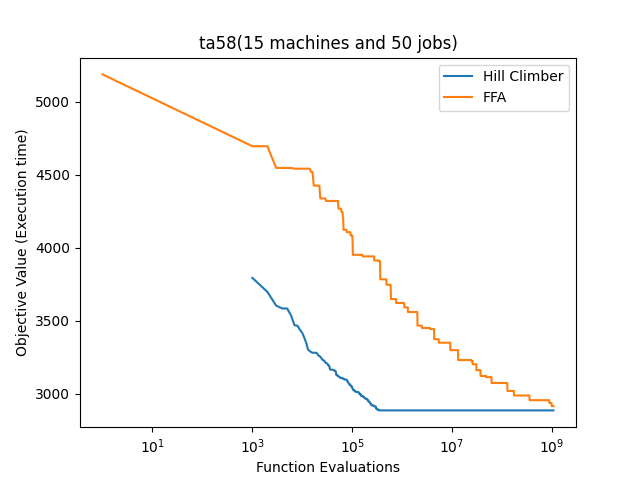 ta58(15 machines and 50 jobs)
Hill Climber
FFA
Objective Value (Execution time)
5000
4500
4000
3500
3000
10^1
10^3
10^5
10^7
10^9
Function Evaluations